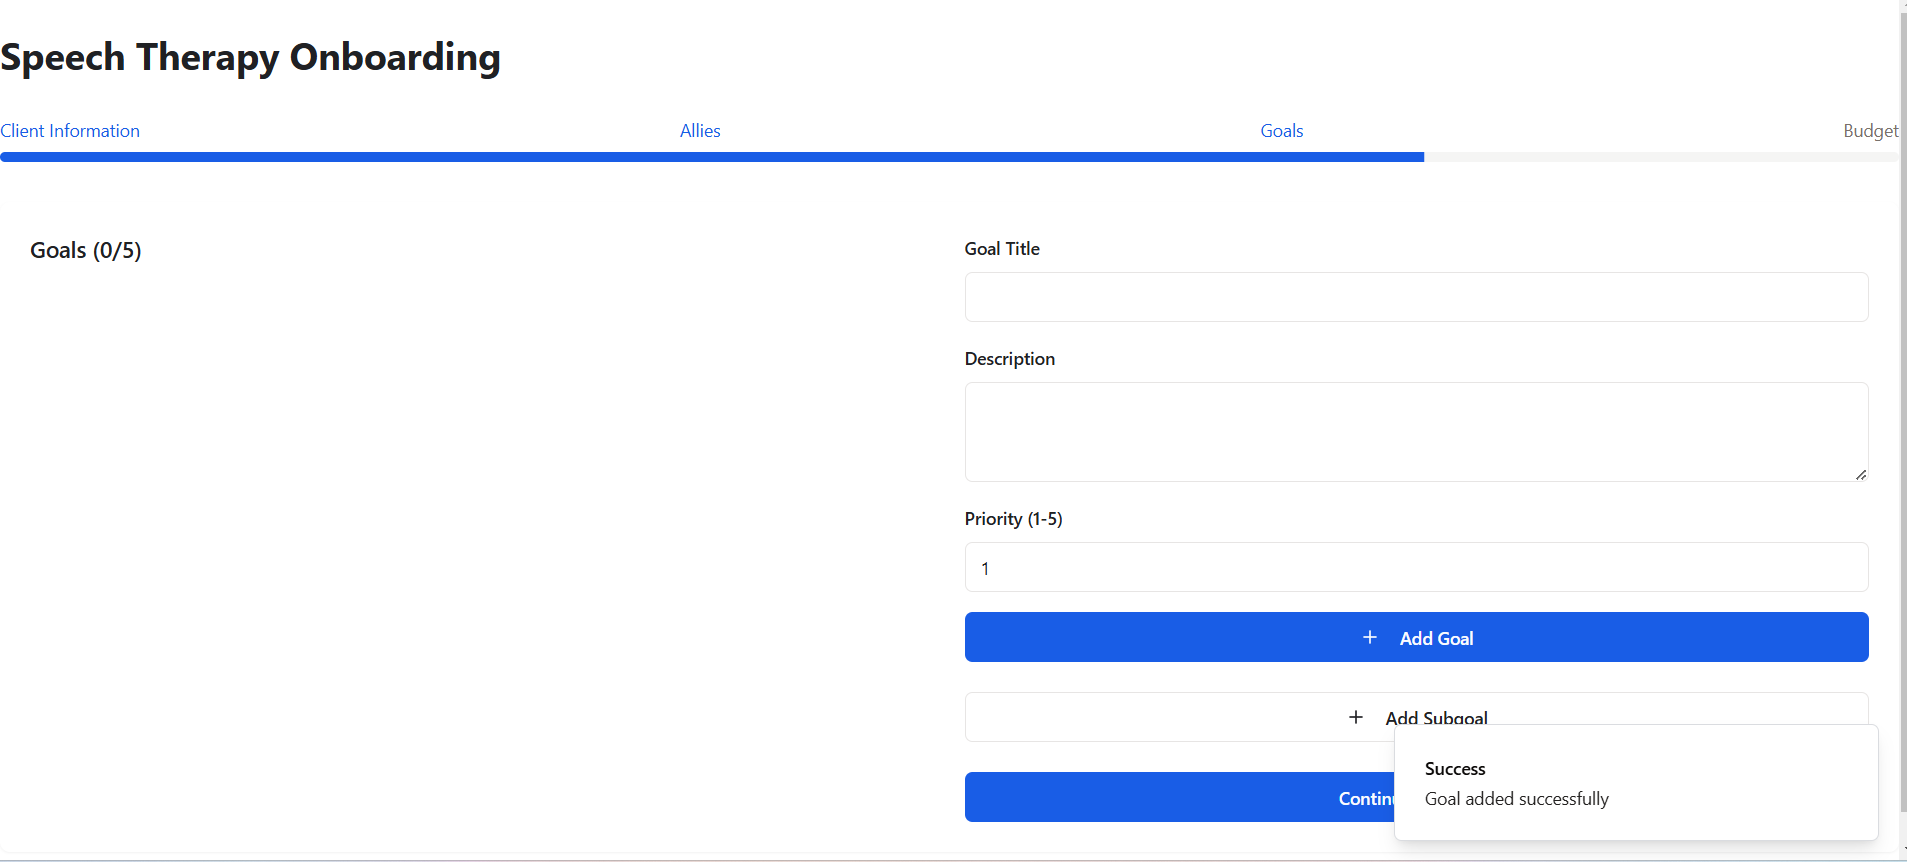 Speech Therapy Onboarding
Client Information
Allies
Goals
Budget
Goals (0/5)
Goal Title
Description
Priority (1-5)
1
Add Goal
Add Subgoal
Contin
Success
Goal added successfully